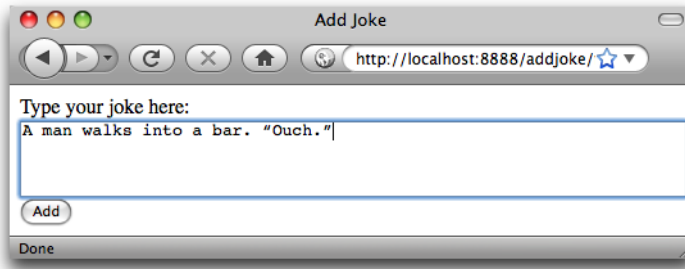 Add Joke
http://localhost:8888/addjoke/
Type your joke here:
A man walks into a bar. “Ouch.”
Add
Done